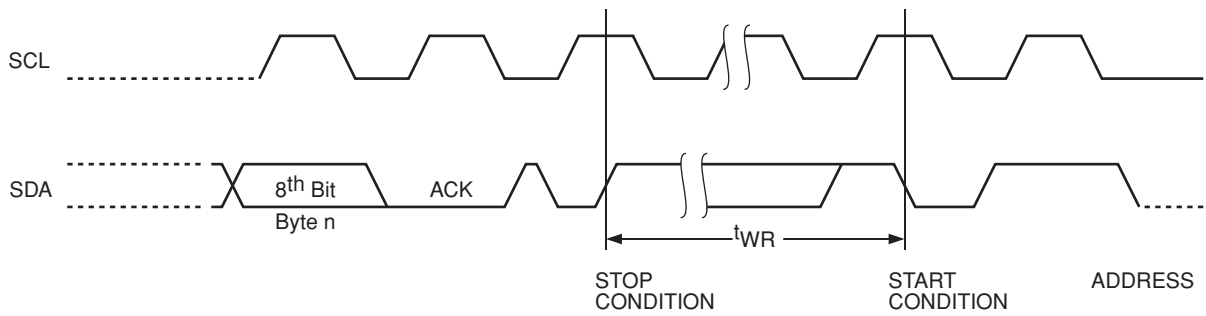 SCL
SDA
8th Bit
ACK
Byte n
tWR
STOP
CONDITION
START
CONDITION
ADDRESS